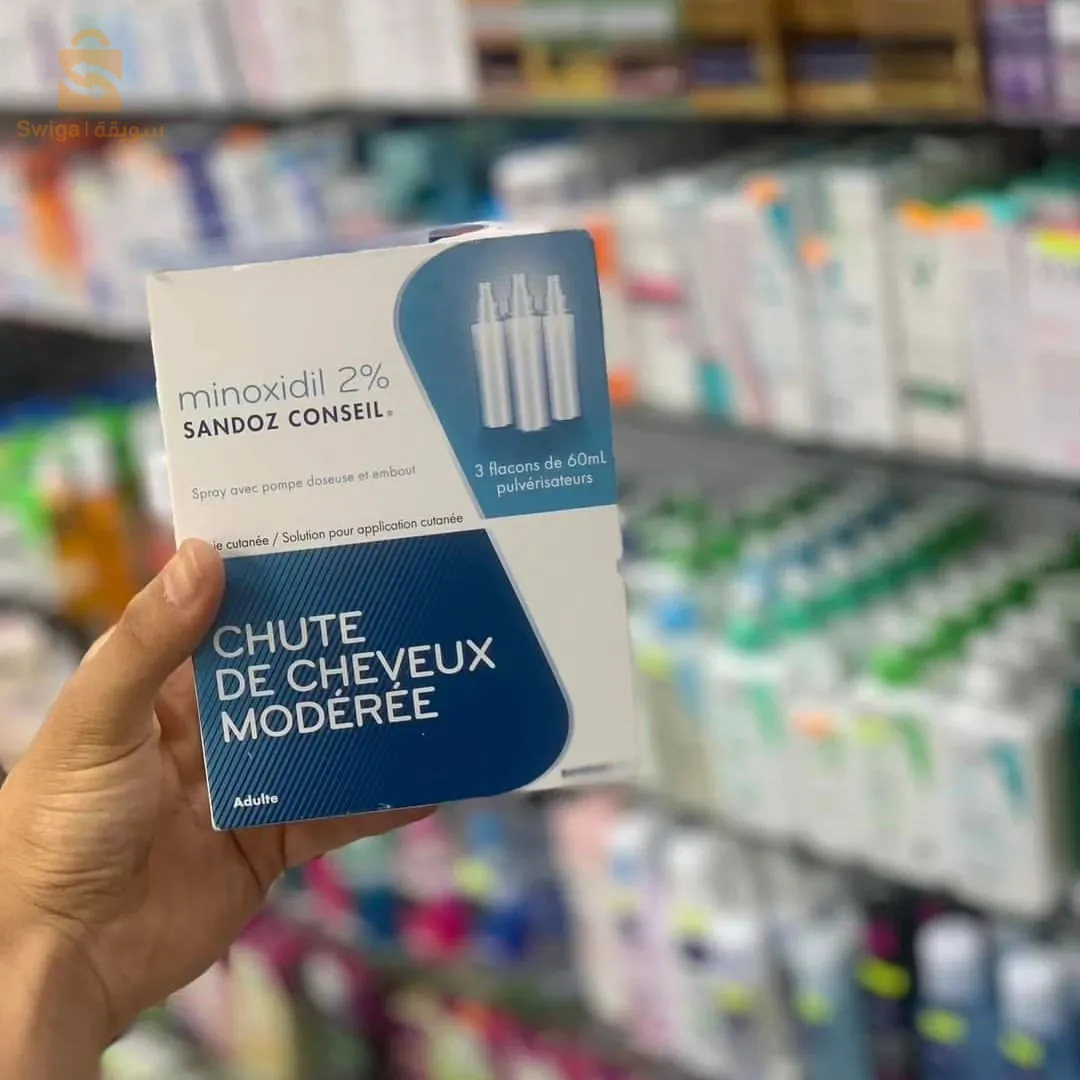 Swiga | سويقة
minoxidil 2%
SANDOZ CONSEIL®
Spray avec pompe doseuse et embout
ie cutanée / Solution pour application cutanée
3 flacons de 60mL
pulvérisateurs
CHUTE
DE CHEVEUX
MODÉRÉE
Adulte